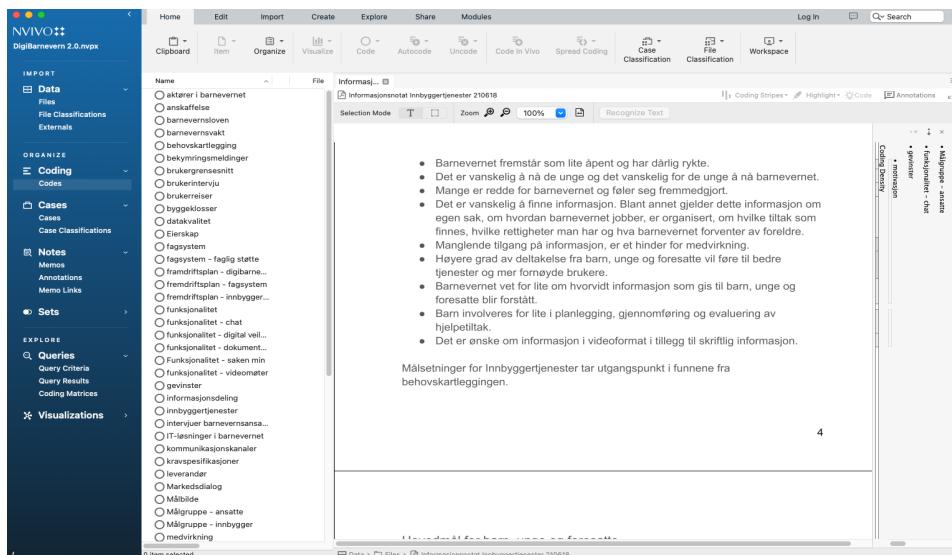 Home Edit Import Create Explore Share Modules Log In Search
NVIVO
DigiBarnevern 2.0.nvpx
Clipboard Item Organize Visualize Code Autocode Uncode Code In Vivo Spread Coding Case Classification File Classification Workspace
IMPORT
Data
Files
File Classifications
Externals
ORGANIZE
Coding
Codes
Cases
Cases
Case Classifications
Notes
Memos
Annotations
Memo Links
Sets
EXPLORE
Queries
Query Criteria
Query Results
Coding Matrices
Visualizations
Name File
aktører i barnevernet
anskaffelse
barnevernsloven
barnevernsvakt
behovskartlegging
bekymringsmeldinger
brukergrensesnitt
brukerintervju
brukerreiser
byggeklosser
datakvalitet
Eierskap
fagsystem
fagsystem - faglig støtte
framdriftsplan - digibarne...
fremdriftsplan - fagsystem
fremdriftsplan - innbygger...
funksjonalitet
funksjonalitet - chat
funksjonalitet - digital veil...
funksjonalitet - dokument...
Funksjonalitet - saken min
funksjonalitet - videomøter
gevinster
informasjonsdeling
innbyggertjenester
intervjuer barnevernsansa...
IT-løsninger i barnevernet
kommunikasjonskanaler
kravspesifikasjoner
leverandør
Markedsdialog
Målbilde
Målgruppe - ansatte
Målgruppe - innbygger
medvirkning
0 item selected
Informasj...
Informasjonsnotat Innbyggertjenester 210618 Coding Stripes Highlight Code Annotations
Selection Mode T Zoom 100% Recognize Text
• Barnevernet fremstår som lite åpent og har dårlig rykte.
• Det er vanskelig å nå de unge og det vanskelig for de unge å nå barnevernet.
• Mange er redde for barnevernet og føler seg fremmedgjort.
• Det er vanskelig å finne informasjon. Blant annet gjelder dette informasjon om
egen sak, om hvordan barnevernet jobber, er organisert, om hvilke tiltak som
finnes, hvilke rettigheter man har og hva barnevernet forventer av foreldre.
• Manglende tilgang på informasjon, er et hinder for medvirkning.
• Høyere grad av deltakelse fra barn, unge og foresatte vil føre til bedre
tjenester og mer fornøyde brukere.
• Barnevernet vet for lite om hvorvidt informasjon som gis til barn, unge og
foresatte blir forstått.
• Barn involveres for lite i planlegging, gjennomføring og evaluering av
hjelpetiltak.
• Det er ønske om informasjon i videoformat i tillegg til skriftlig informasjon.
Målsetninger for Innbyggertjenester tar utgangspunkt i funnene fra
behovskartleggingen.
4
Data > Files > Informasjonsnotat Innbyggertjenester 210618
Coding Density
• motivasjon
• gevinster
• funksjonalitet - chat
• Målgruppe - ansatte